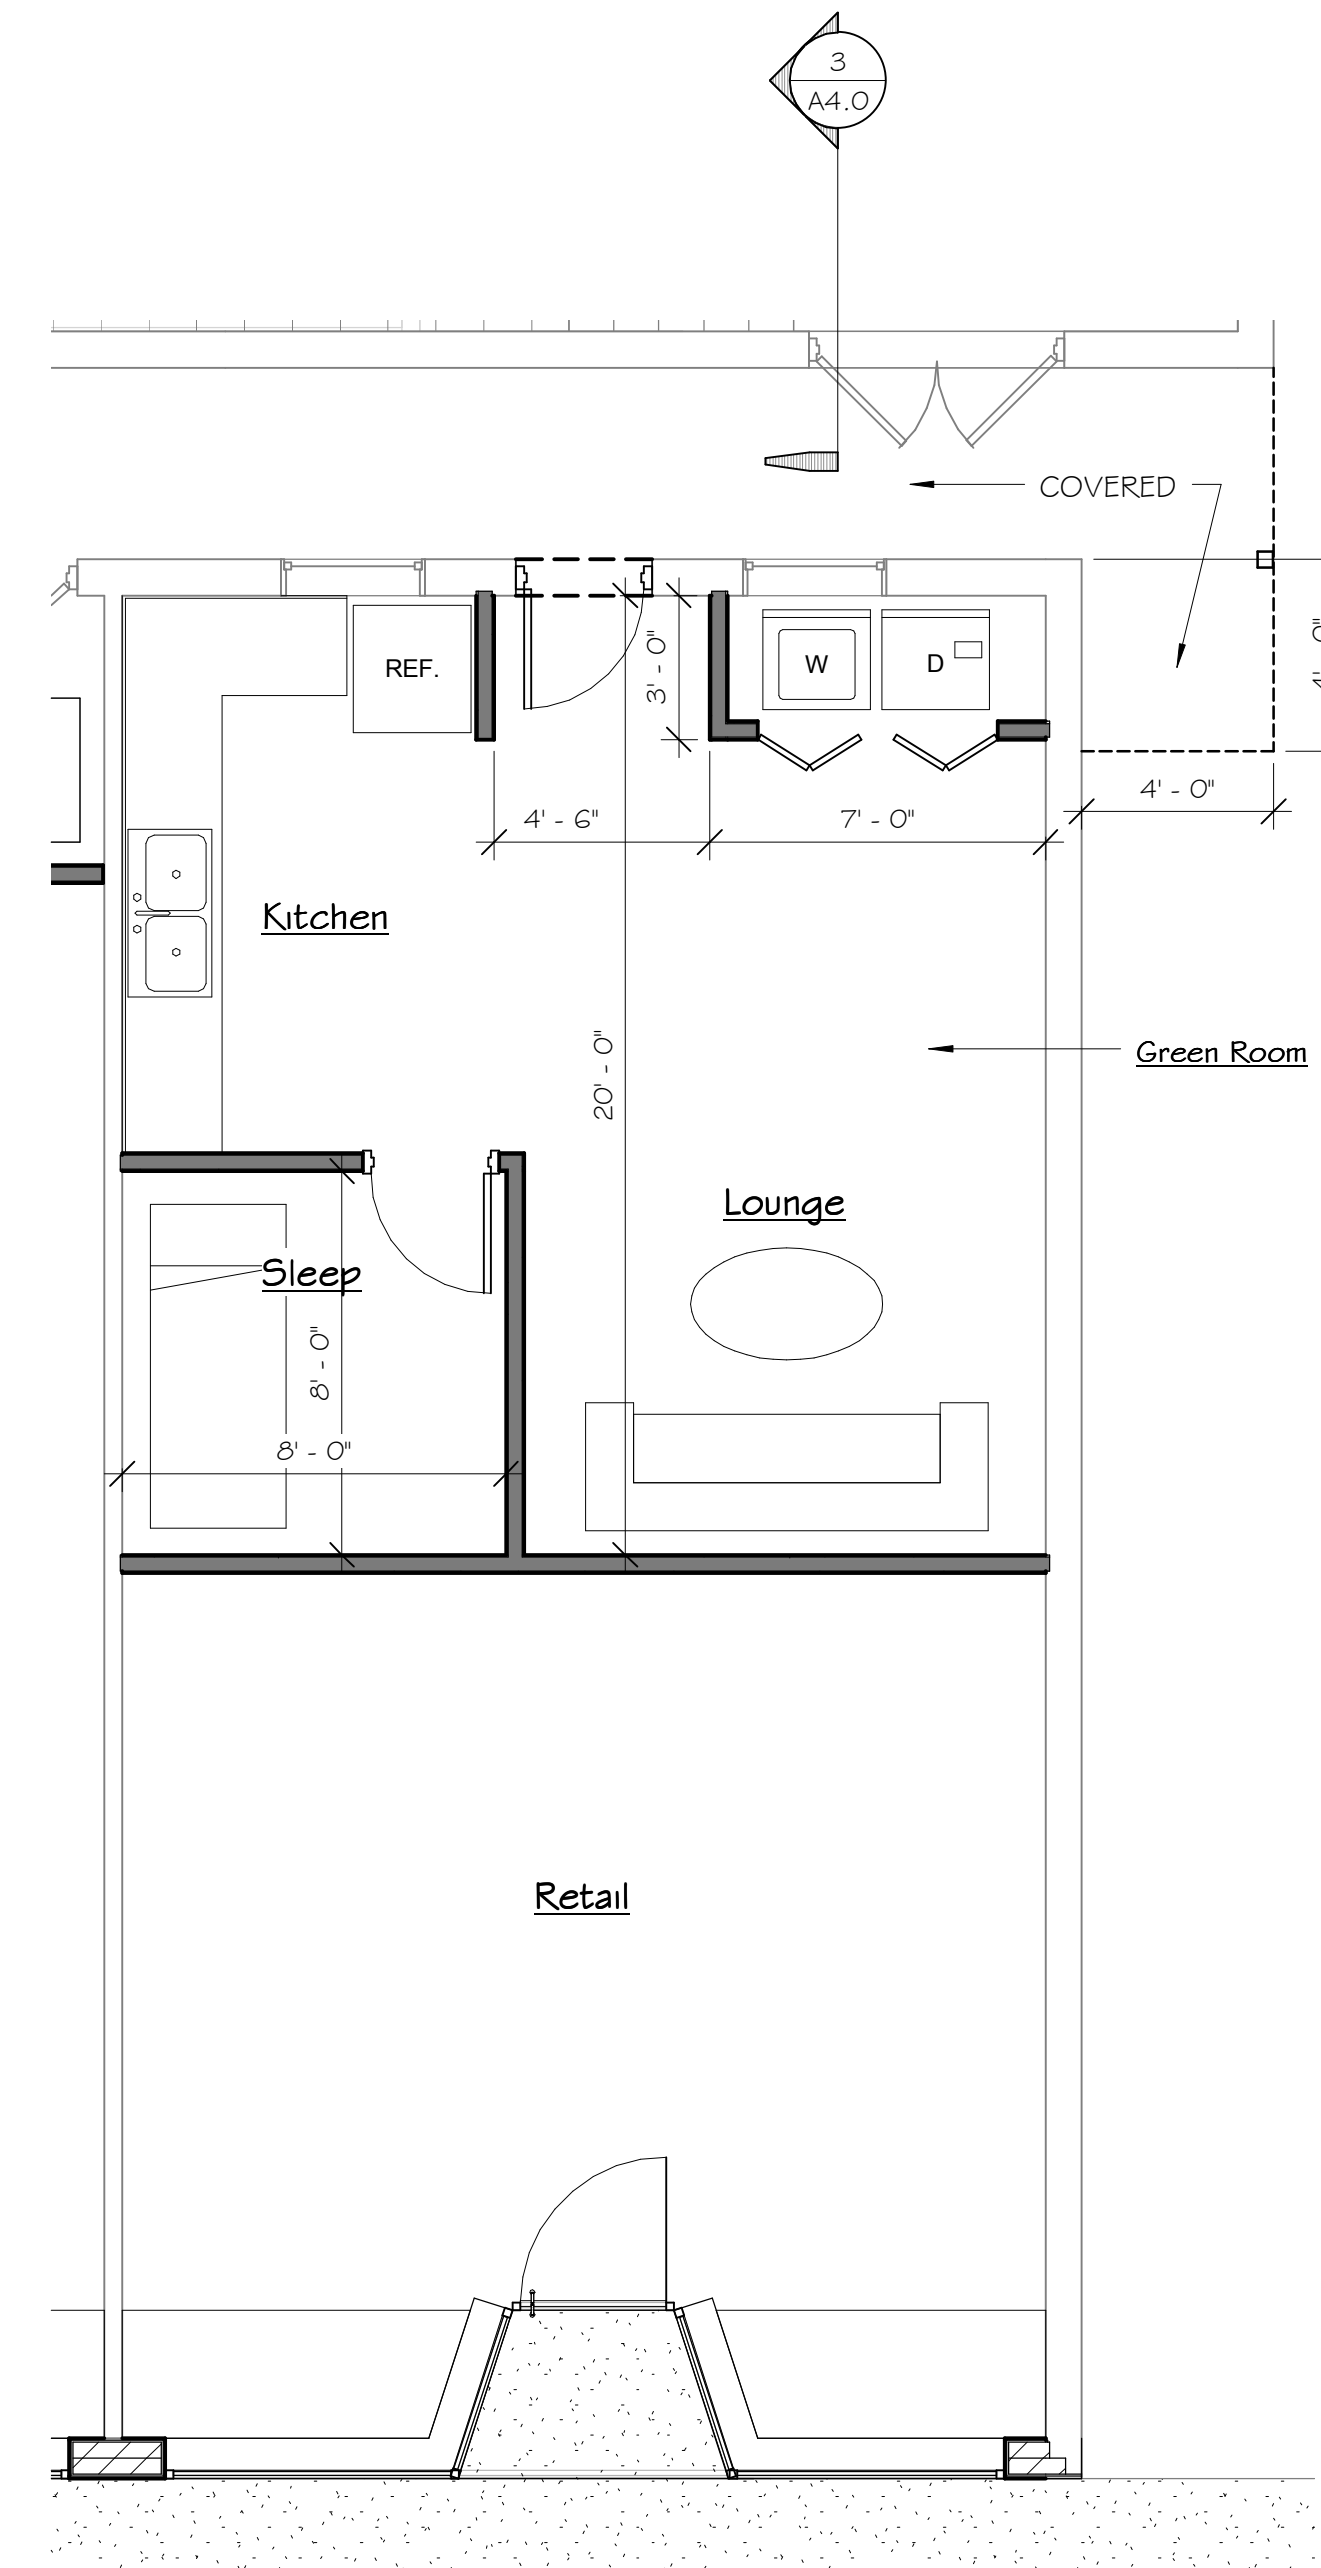 3
A4.0
COVERED
REF.
W
D
3' - 0"
4' - 0"
4' - 6"
7' - 0"
Kitchen
20' - 0"
Green Room
Lounge
Sleep
8' - 0"
8' - 0"
Retail